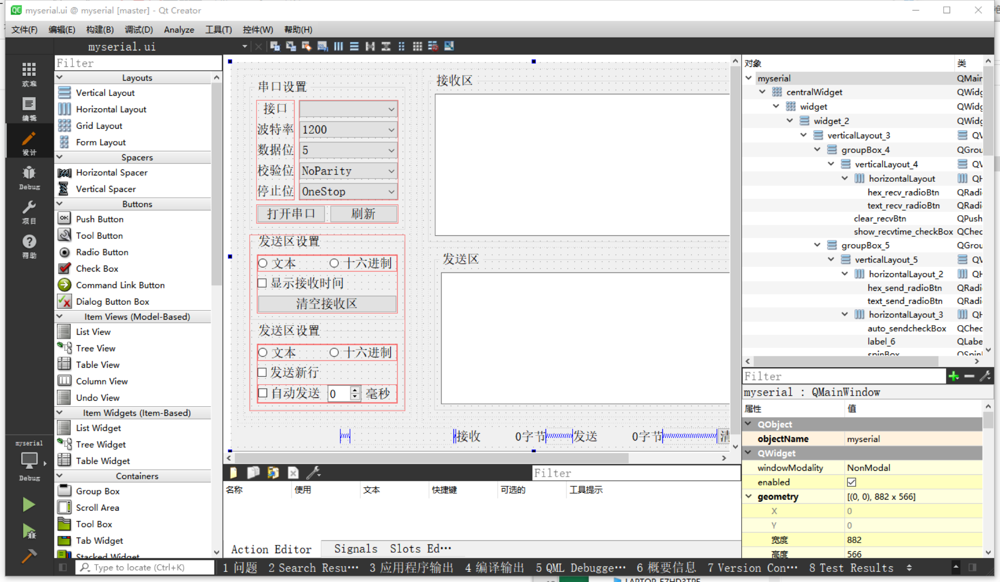 myserial.ui @ myserial [master] - Qt Creator
文件(F) 编辑(E) 构建(B) 调试(D) Analyze 工具(T) 控件(W) 帮助(H)
myserial.ui
欢迎
编辑
设计
Debug
项目
帮助
myserial
Debug
Filter
Layouts
Vertical Layout
Horizontal Layout
Grid Layout
Form Layout
Spacers
Horizontal Spacer
Vertical Spacer
Buttons
Push Button
Tool Button
Radio Button
Check Box
Command Link Button
Dialog Button Box
Item Views (Model-Based)
List View
Tree View
Table View
Column View
Undo View
Item Widgets (Item-Based)
List Widget
Tree Widget
Table Widget
Containers
Group Box
Scroll Area
Tool Box
Tab Widget
Stacked Widget
串口设置
接口
波特率 1200
数据位 5
校验位 NoParity
停止位 OneStop
打开串口 刷新
发送区设置
文本 十六进制
显示接收时间
清空接收区
发送区设置
文本 十六进制
发送新行
自动发送 0 毫秒
接收区
发送区
接收 0字节 发送 0字节 清
Filter
名称 使用 文本 快捷键 可选的 工具提示
Action Editor Signals Slots Ed…
对象 类
myserial QMair
centralWidget QWidg
widget QWidg
widget_2 QWidg
verticalLayout_3 QV
groupBox_4 QGrou
verticalLayout_4 QV
horizontalLayout QH
hex_recv_radioBtn QRadi
text_recv_radioBtn QRadi
clear_recvBtn QPush
show_recvtime_checkBox QChec
groupBox_5 QGrou
verticalLayout_5 QV
horizontalLayout_2 QH
hex_send_radioBtn QRadi
text_send_radioBtn QRadi
horizontalLayout_3 QH
auto_sendcheckBox QChec
label_6 QLabe
spinBox QSpin
Filter
myserial : QMainWindow
属性 值
QObject
objectName myserial
QWidget
windowModality NonModal
enabled
geometry [(0, 0), 882 x 566]
X 0
Y 0
宽度 882
高度 566
Type to locate (Ctrl+K) 1 问题 2 Search Resu… 3 应用程序输出 4 编译输出 5 QML Debugge… 6 概要信息 7 Version Con… 8 Test Results